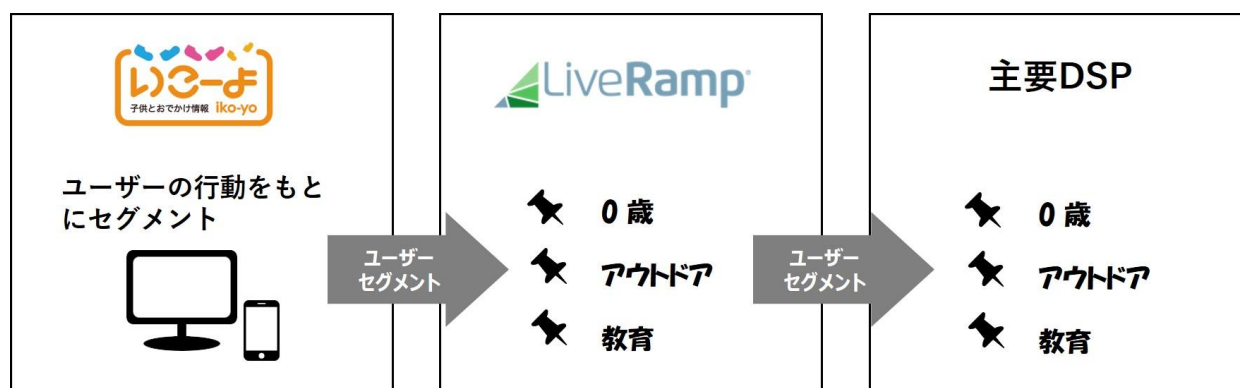 いこーよ
子供とおでかけ情報 iko-yo
ユーザーの行動をもと
にセグメント
ユーザー
セグメント
LiveRamp
0歳
アウトドア
教育
ユーザー
セグメント
主要DSP
0歳
アウトドア
教育